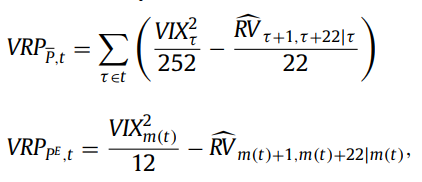 $VRP_{\overline{P},t} = \sum_{\tau \in t} \left( \frac{VIX_{\tau}^{2}}{252} - \frac{\widehat{RV}_{\tau+1,\tau+22|\tau}}{22} \right)$
$VRP_{P^{E},t} = \frac{VIX_{m(t)}^{2}}{12} - \widehat{RV}_{m(t)+1,m(t)+22|m(t)},$